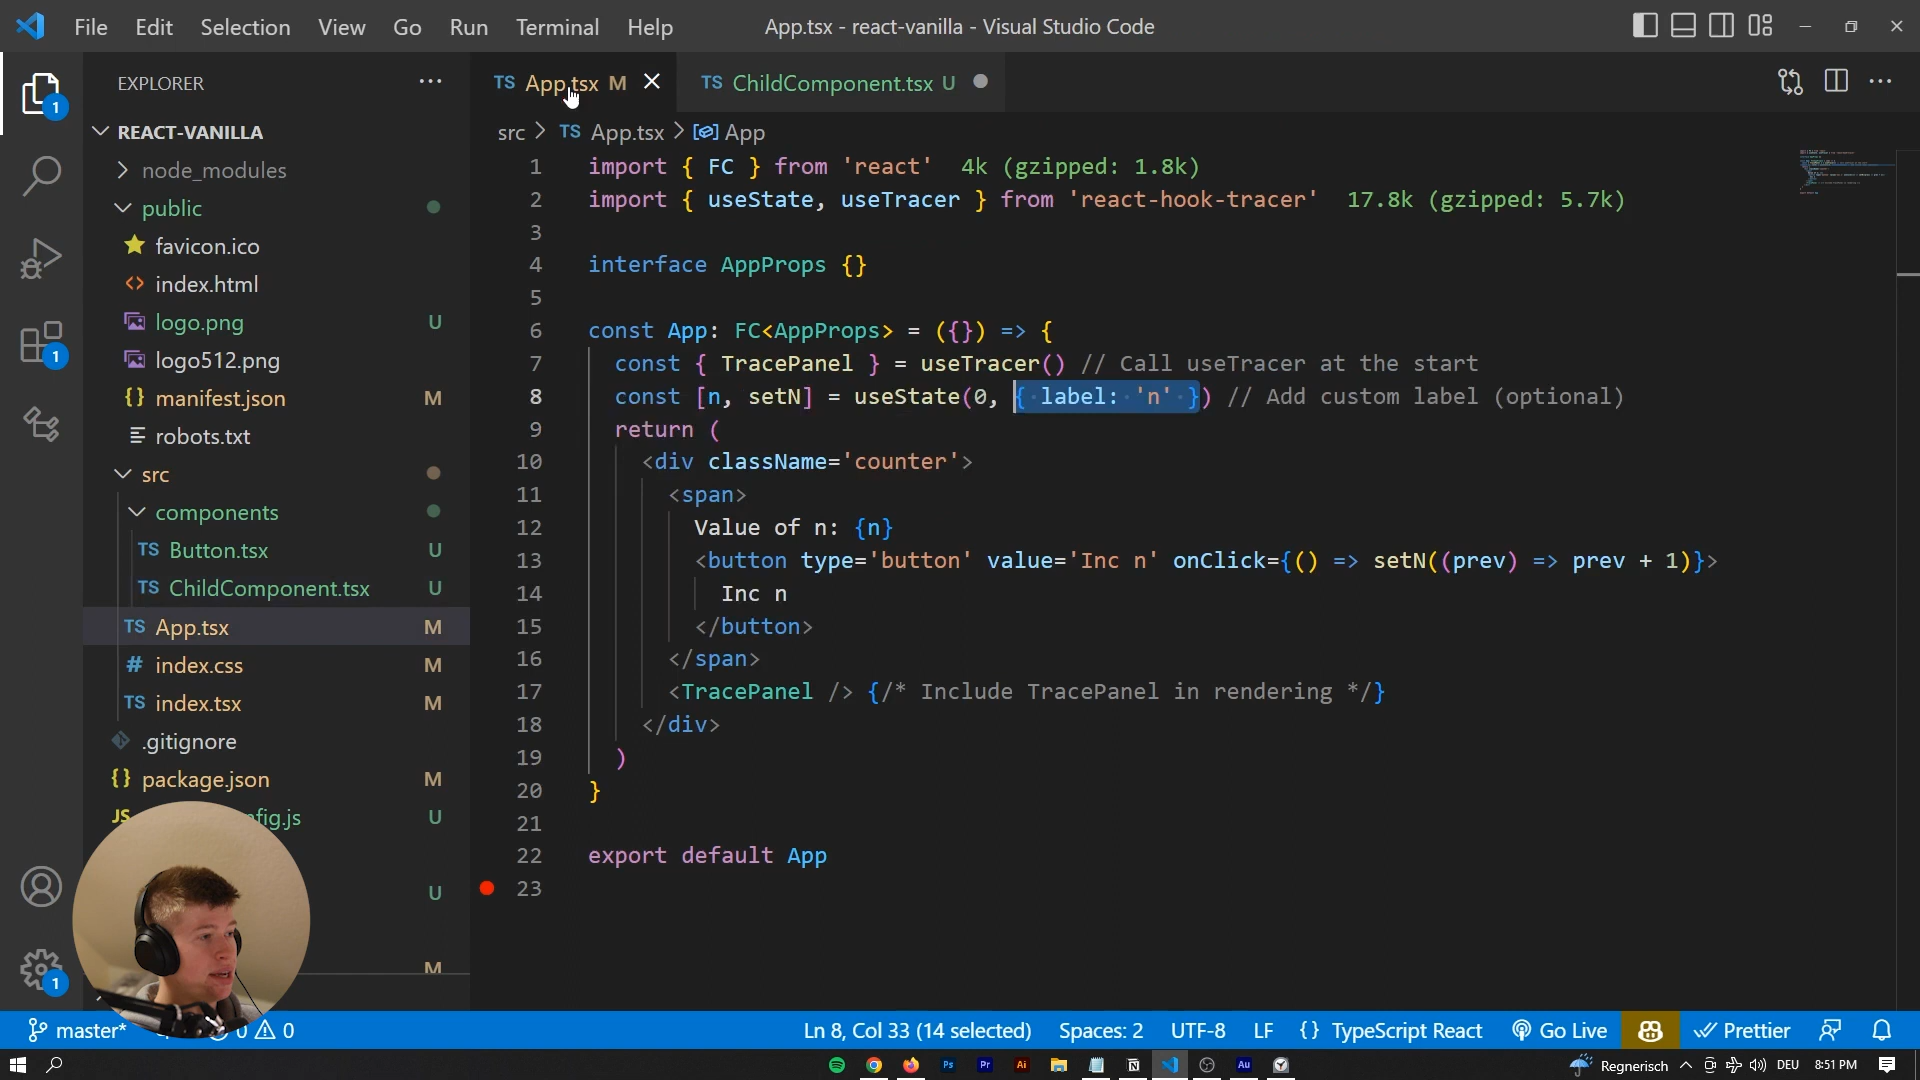 File Edit Selection View Go Run Terminal Help
App.tsx - react-vanilla - Visual Studio Code
EXPLORER
REACT-VANILLA
node_modules
public
favicon.ico
index.html
logo.png U
logo512.png
manifest.json M
robots.txt
src
components
TS Button.tsx U
TS ChildComponent.tsx U
TS App.tsx M
# index.css M
TS index.tsx M
.gitignore
{} package.json M
JS fig.js U
U
M
1
1
1
TS App.tsx M
TS ChildComponent.tsx U
src > TS App.tsx > App
1 import { FC } from 'react' 4k (gzipped: 1.8k)
2 import { useState, useTracer } from 'react-hook-tracer' 17.8k (gzipped: 5.7k)
3
4 interface AppProps {}
5
6 const App: FC<AppProps> = ({}) => {
7 const { TracePanel } = useTracer() // Call useTracer at the start
8 const [n, setN] = useState(0, { label: 'n' }) // Add custom label (optional)
9 return (
10 <div className='counter'>
11 <span>
12 Value of n: {n}
13 <button type='button' value='Inc n' onClick={() => setN((prev) => prev + 1)}>
14 Inc n
15 </button>
16 </span>
17 <TracePanel /> {/* Include TracePanel in rendering */}
18 </div>
19 )
20 }
21
22 export default App
23
master* 0 0
Ln 8, Col 33 (14 selected) Spaces: 2 UTF-8 LF {} TypeScript React Go Live Prettier
Ps Pr Ai N Au
Regnerisch DEU 8:51 PM